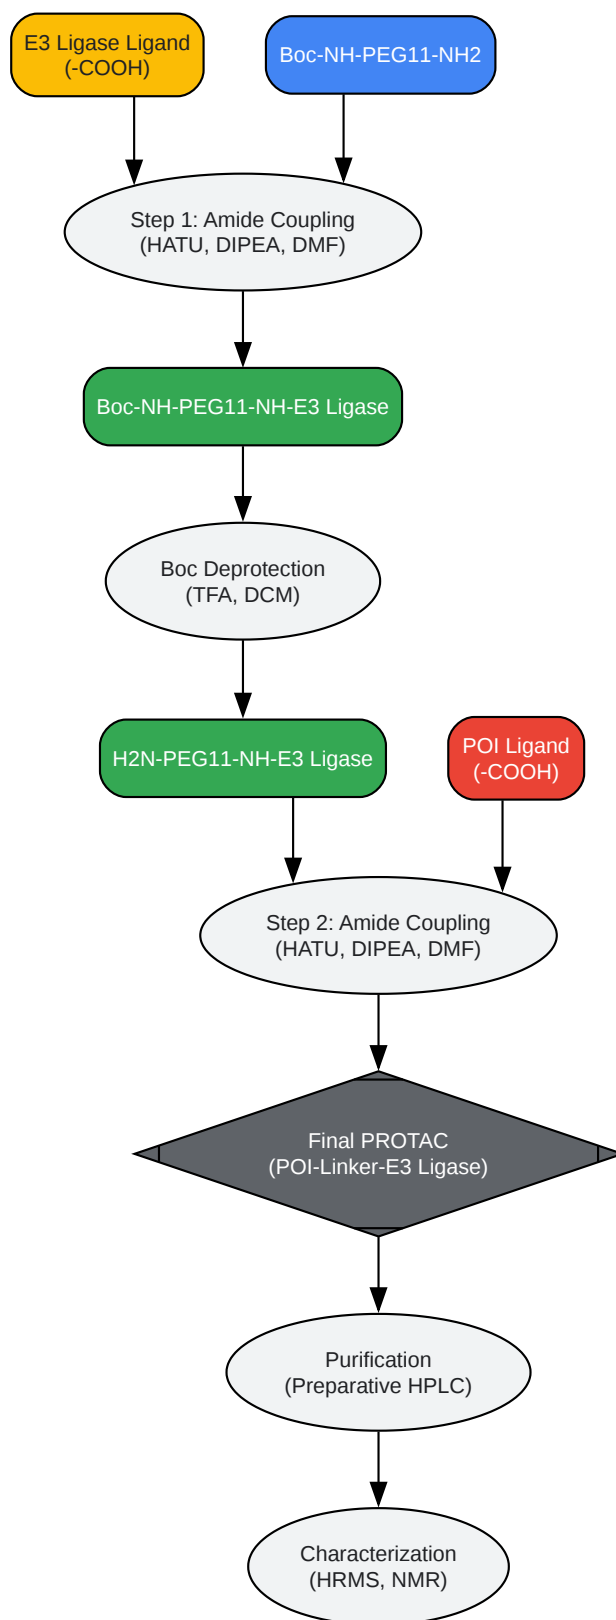 E3 Ligase Ligand
(-COOH)
Boc-NH-PEG11-NH2
Step 1: Amide Coupling
(HATU, DIPEA, DMF)
Boc-NH-PEG11-NH-E3 Ligase
Boc Deprotection
(TFA, DCM)
H2N-PEG11-NH-E3 Ligase
POI Ligand
(-COOH)
Step 2: Amide Coupling
(HATU, DIPEA, DMF)
Final PROTAC
(POI-Linker-E3 Ligase)
Purification
(Preparative HPLC)
Characterization
(HRMS, NMR)